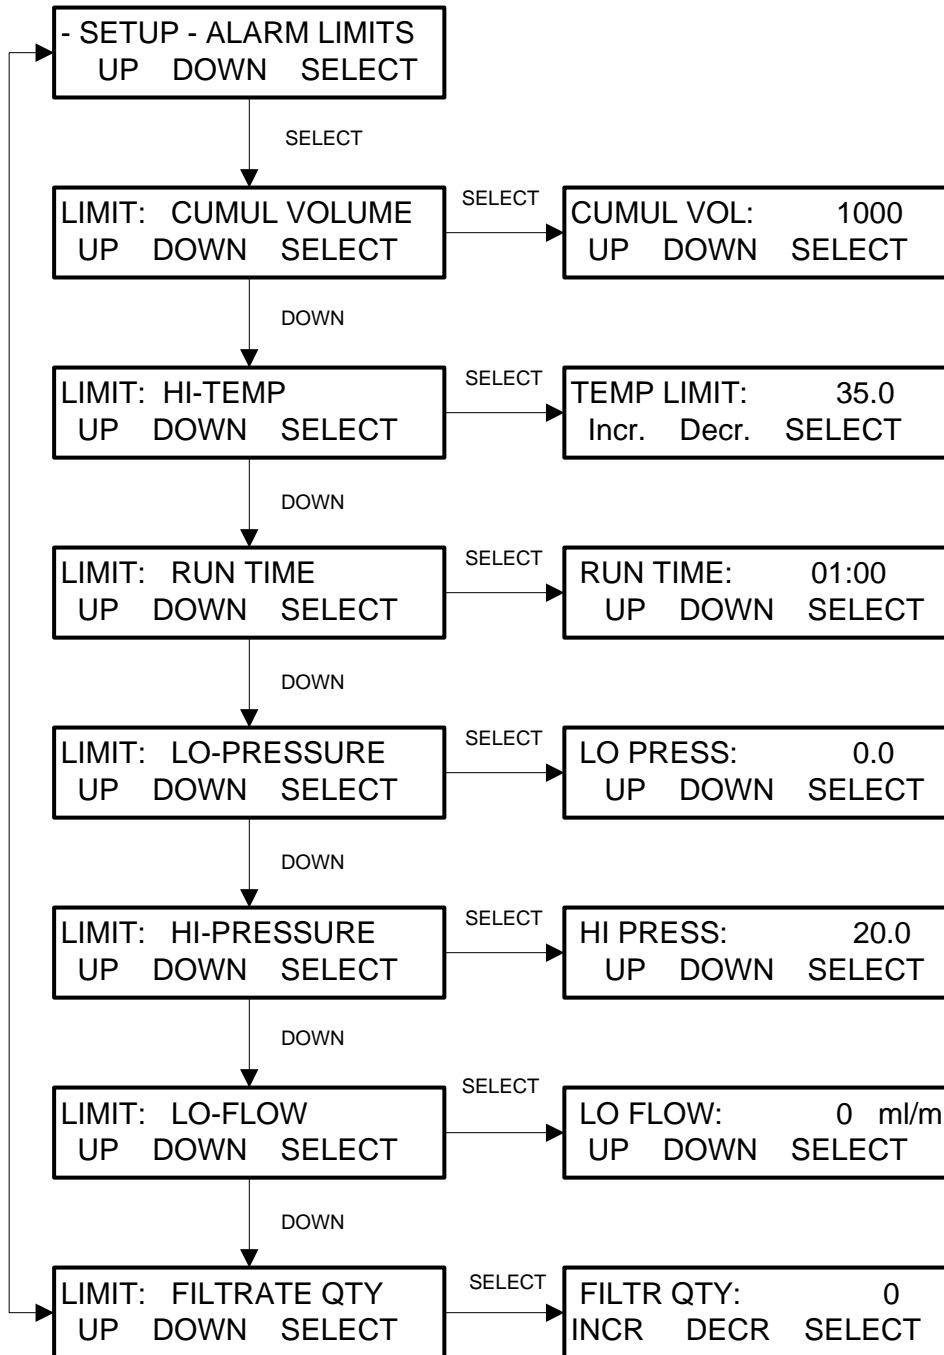 - SETUP - ALARM LIMITS
UP DOWN SELECT
SELECT
LIMIT: CUMUL VOLUME
UP DOWN SELECT
SELECT
CUMUL VOL: 1000
UP DOWN SELECT
DOWN
LIMIT: HI-TEMP
UP DOWN SELECT
SELECT
TEMP LIMIT: 35.0
Incr. Decr. SELECT
DOWN
LIMIT: RUN TIME
UP DOWN SELECT
SELECT
RUN TIME: 01:00
UP DOWN SELECT
DOWN
LIMIT: LO-PRESSURE
UP DOWN SELECT
SELECT
LO PRESS: 0.0
UP DOWN SELECT
DOWN
LIMIT: HI-PRESSURE
UP DOWN SELECT
SELECT
HI PRESS: 20.0
UP DOWN SELECT
DOWN
LIMIT: LO-FLOW
UP DOWN SELECT
SELECT
LO FLOW: 0 ml/m
UP DOWN SELECT
DOWN
LIMIT: FILTRATE QTY
UP DOWN SELECT
SELECT
FILTR QTY: 0
INCR DECR SELECT